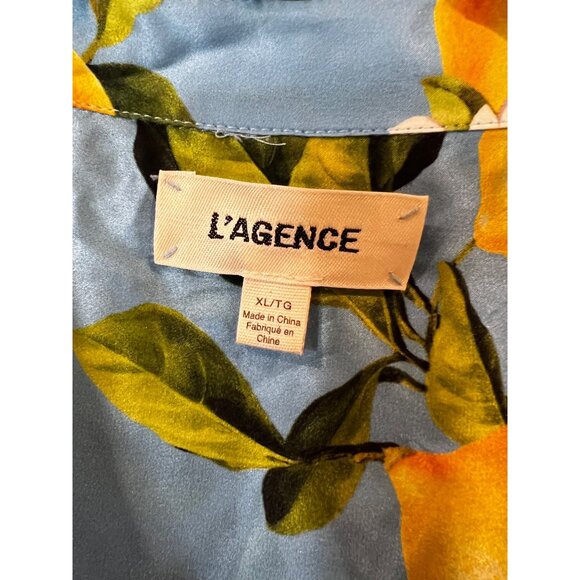 L'AGENCE
XL/TG
Made in China
Fabriqué en
Chine